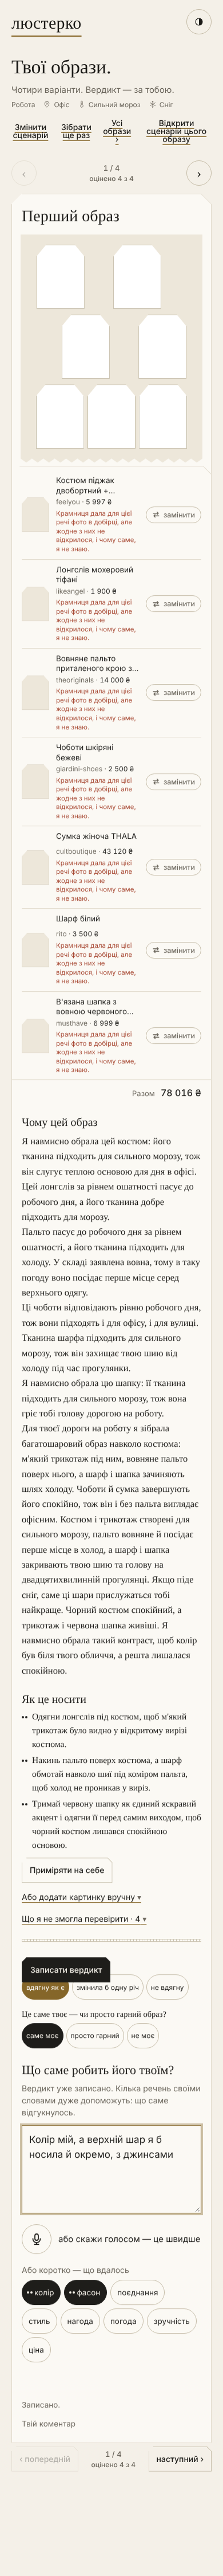 люстерко
Твої образи.
Чотири варіанти. Вердикт — за тобою.
Робота Офіс Сильний мороз Сніг
Змінити сценарій
Зібрати ще раз
Усі образи ›
Відкрити сценарій цього образу
‹
1 / 4
оцінено 4 з 4
›
Перший образ
Костюм піджак
двобортний +…
feelyou · 5 997 ₴
Крамниця дала для цієї
речі фото в добірці, але
жодне з них не
відкрилося, і чому саме,
я не знаю.
замінити
Лонгслів мохеровий
тіфані
likeangel · 1 900 ₴
Крамниця дала для цієї
речі фото в добірці, але
жодне з них не
відкрилося, і чому саме,
я не знаю.
замінити
Вовняне пальто
приталеного крою з…
theoriginals · 14 000 ₴
Крамниця дала для цієї
речі фото в добірці, але
жодне з них не
відкрилося, і чому саме,
я не знаю.
замінити
Чоботи шкіряні
бежеві
giardini-shoes · 2 500 ₴
Крамниця дала для цієї
речі фото в добірці, але
жодне з них не
відкрилося, і чому саме,
я не знаю.
замінити
Сумка жіноча THALA
cultboutique · 43 120 ₴
Крамниця дала для цієї
речі фото в добірці, але
жодне з них не
відкрилося, і чому саме,
я не знаю.
замінити
Шарф білий
rito · 3 500 ₴
Крамниця дала для цієї
речі фото в добірці, але
жодне з них не
відкрилося, і чому саме,
я не знаю.
замінити
В'язана шапка з
вовною червоного…
musthave · 6 999 ₴
Крамниця дала для цієї
речі фото в добірці, але
жодне з них не
відкрилося, і чому саме,
я не знаю.
замінити
Разом 78 016 ₴
Чому цей образ
Я навмисно обрала цей костюм: його
тканина підходить для сильного морозу, тож
він слугує теплою основою для дня в офісі.
Цей лонгслів за рівнем ошатності пасує до
робочого дня, а його тканина добре
підходить для морозу.
Пальто пасує до робочого дня за рівнем
ошатності, а його тканина підходить для
холоду. У складі заявлена вовна, тому в таку
погоду воно посідає перше місце серед
верхнього одягу.
Ці чоботи відповідають рівню робочого дня,
тож вони підходять і для офісу, і для вулиці.
Тканина шарфа підходить для сильного
морозу, тож він захищає твою шию від
холоду під час прогулянки.
Я навмисно обрала цю шапку: її тканина
підходить для сильного морозу, тож вона
гріє тобі голову дорогою на роботу.
Для твоєї дороги на роботу я зібрала
багатошаровий образ навколо костюма:
м'який трикотаж під ним, вовняне пальто
поверх нього, а шарф і шапка зачиняють
шлях холоду. Чоботи й сумка завершують
його спокійно, тож він і без пальта виглядає
офісним. Костюм і трикотаж створені для
сильного морозу, пальто вовняне й посідає
перше місце в холод, а шарф і шапка
закривають твою шию та голову на
двадцятихвилинній прогулянці. Якщо піде
сніг, саме ці шари прислужаться тобі
найкраще. Чорний костюм спокійний, а
трикотаж і червона шапка живіші. Я
навмисно обрала такий контраст, щоб колір
був біля твого обличчя, а решта лишалася
спокійною.
Як це носити
Одягни лонгслів під костюм, щоб м'який
трикотаж було видно у відкритому вирізі
костюма.
Накинь пальто поверх костюма, а шарф
обмотай навколо шиї під коміром пальта,
щоб холод не проникав у виріз.
Тримай червону шапку як єдиний яскравий
акцент і одягни її перед самим виходом, щоб
чорний костюм лишався спокійною
основою.
Приміряти на себе
Або додати картинку вручну ▾
Що я не змогла перевірити · 4 ▾
Записати вердикт
вдягну як є
змінила б одну річ
не вдягну
Це саме твоє — чи просто гарний образ?
саме моє
просто гарний
не моє
Що саме робить його твоїм?
Вердикт уже записано. Кілька речень своїми
словами дуже допоможуть: що саме
відгукнулось.
Колір мій, а верхній шар я б
носила й окремо, з джинсами
або скажи голосом — це швидше
Або коротко — що вдалось
колір
фасон
поєднання
стиль
нагода
погода
зручність
ціна
Записано.
Твій коментар
‹ попередній
1 / 4
оцінено 4 з 4
наступний ›